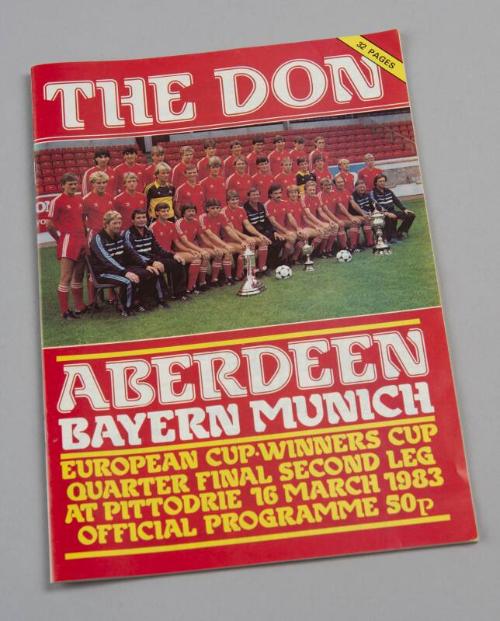 32 PAGES
THE DON
ABERDEEN
BAYERN MUNICH
EUROPEAN CUP-WINNERS CUP
QUARTER FINAL SECOND LEG
AT PITTODRIE 16 MARCH 1983
OFFICIAL PROGRAMME 50p